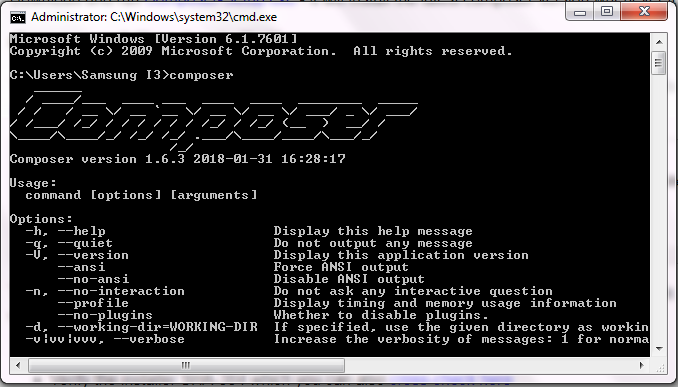 Administrator: C:\Windows\system32\cmd.exe
Microsoft Windows [Version 6.1.7601]
Copyright (c) 2009 Microsoft Corporation.  All rights reserved.
C:\Users\Samsung I3>composer
Composer
Composer version 1.6.3 2018-01-31 16:28:17
Usage:
  command [options] [arguments]
Options:
  -h, --help                     Display this help message
  -q, --quiet                    Do not output any message
  -V, --version                  Display this application version
      --ansi                     Force ANSI output
      --no-ansi                  Disable ANSI output
  -n, --no-interaction           Do not ask any interactive question
      --profile                  Display timing and memory usage information
      --no-plugins               Whether to disable plugins.
  -d, --working-dir=WORKING-DIR  If specified, use the given directory as workin
  -v|vv|vvv, --verbose           Increase the verbosity of messages: 1 for norma